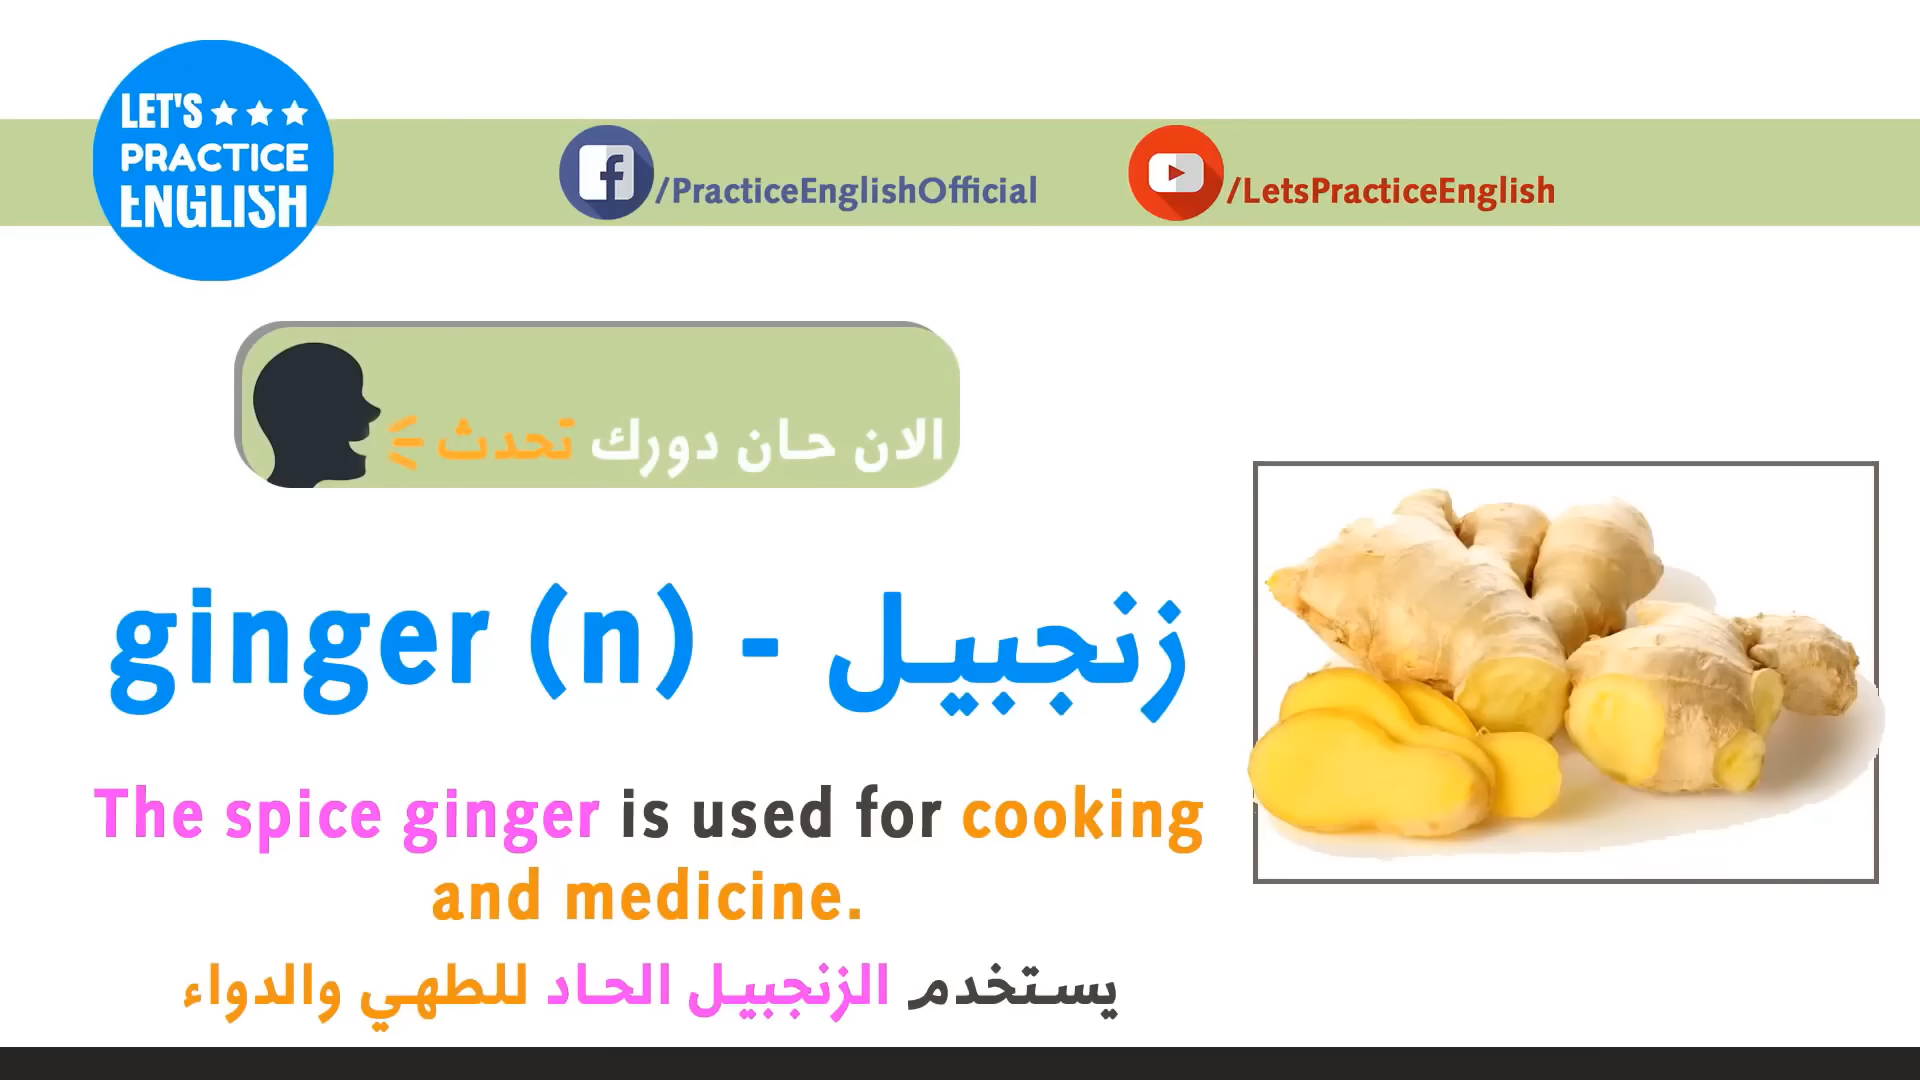 LET'S
PRACTICE
ENGLISH
/PracticeEnglishOfficial
/LetsPracticeEnglish
الان حان دورك تحدث
ginger (n) - زنجبيل
The spice ginger is used for cooking
and medicine.
يستخدم الزنجبيل الحاد للطهي والدواء